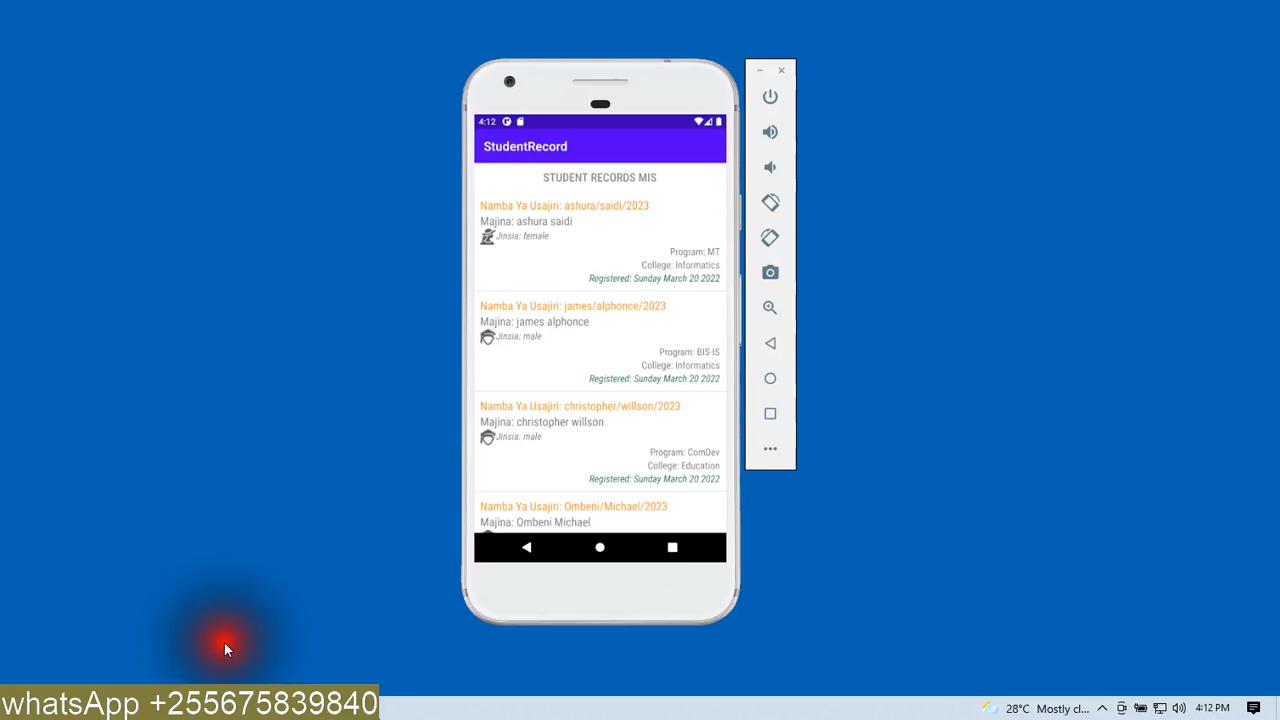 4:12
StudentRecord
STUDENT RECORDS MIS
Namba Ya Usajiri: ashura/saidi/2023
Majina: ashura saidi
Jinsia: female
Program: MT
College: Informatics
Registered: Sunday March 20 2022
Namba Ya Usajiri: james/alphonce/2023
Majina: james alphonce
Jinsia: male
Program: BIS-IS
College: Informatics
Registered: Sunday March 20 2022
Namba Ya Usajiri: christopher/willson/2023
Majina: christopher willson
Jinsia: male
Program: ComDev
College: Education
Registered: Sunday March 20 2022
Namba Ya Usajiri: Ombeni/Michael/2023
Majina: Ombeni Michael
whatsApp +255675839840
28°C Mostly cl... 4:12 PM